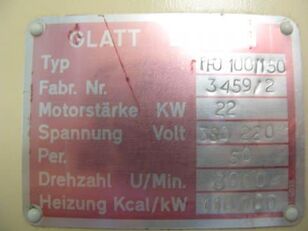 GLATT
Typ 100/150
Fabr. Nr. 3459/2
Motorstärke KW 22
Spannung Volt 380 220
Per. 50
Drehzahl U/Min. 3000
Heizung Kcal/kW